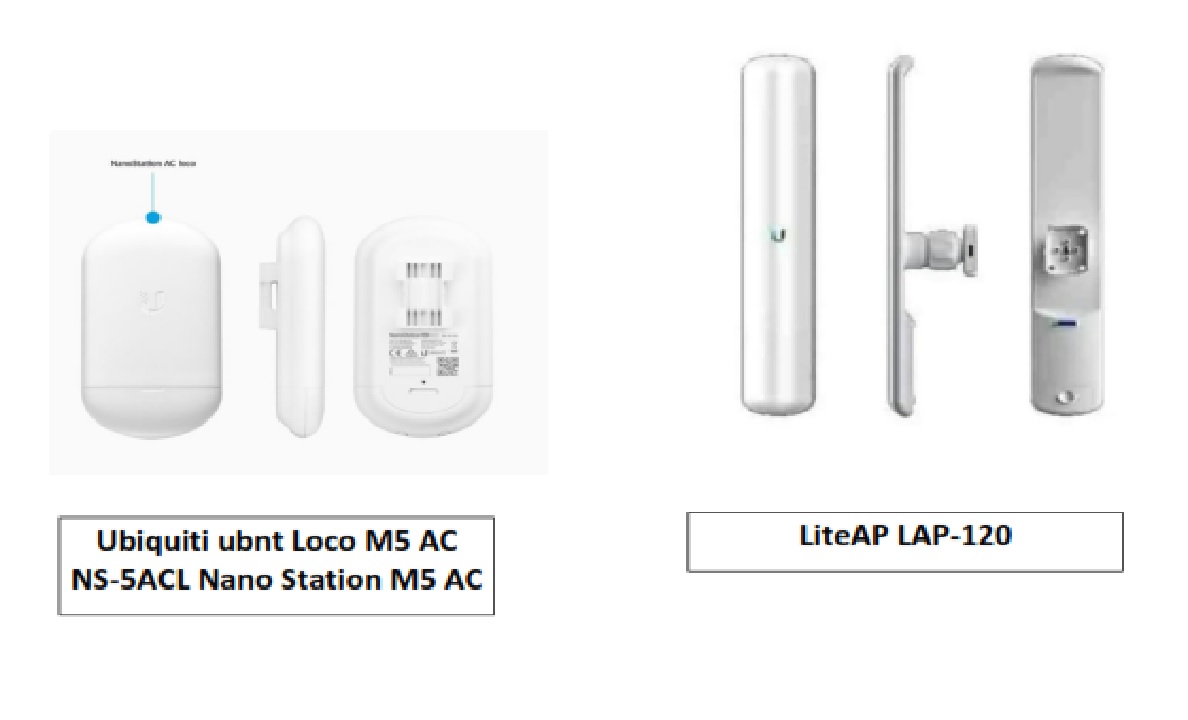 NanoStation AC loco
Ubiquiti ubnt Loco M5 AC
NS-5ACL Nano Station M5 AC
LiteAP LAP-120